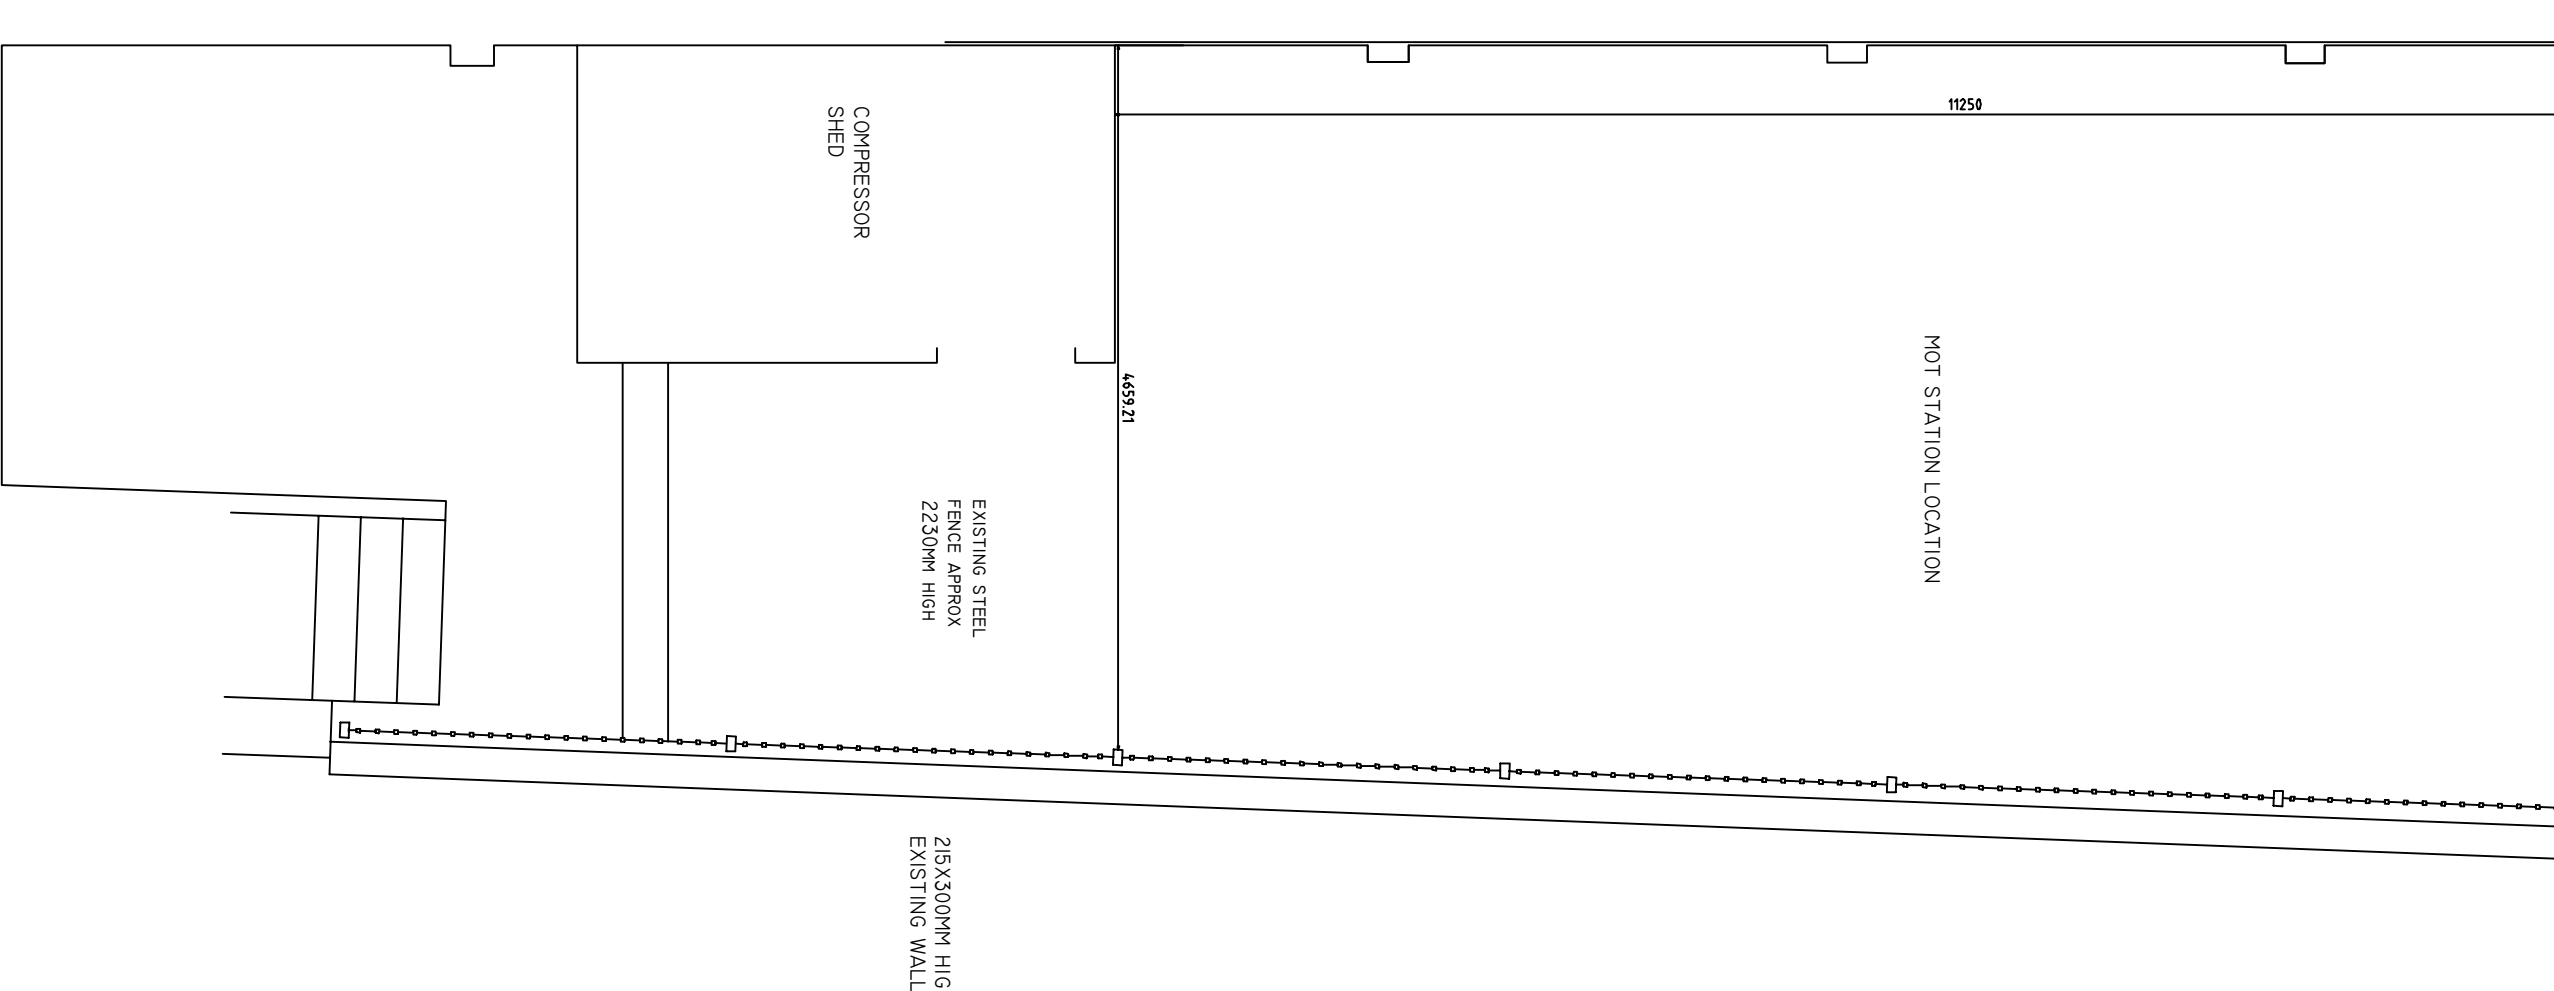 11250
COMPRESSOR
SHED
MOT STATION LOCATION
4659.21
EXISTING STEEL
FENCE APPROX
2230MM HIGH
215X300MM HIG
EXISTING WALL